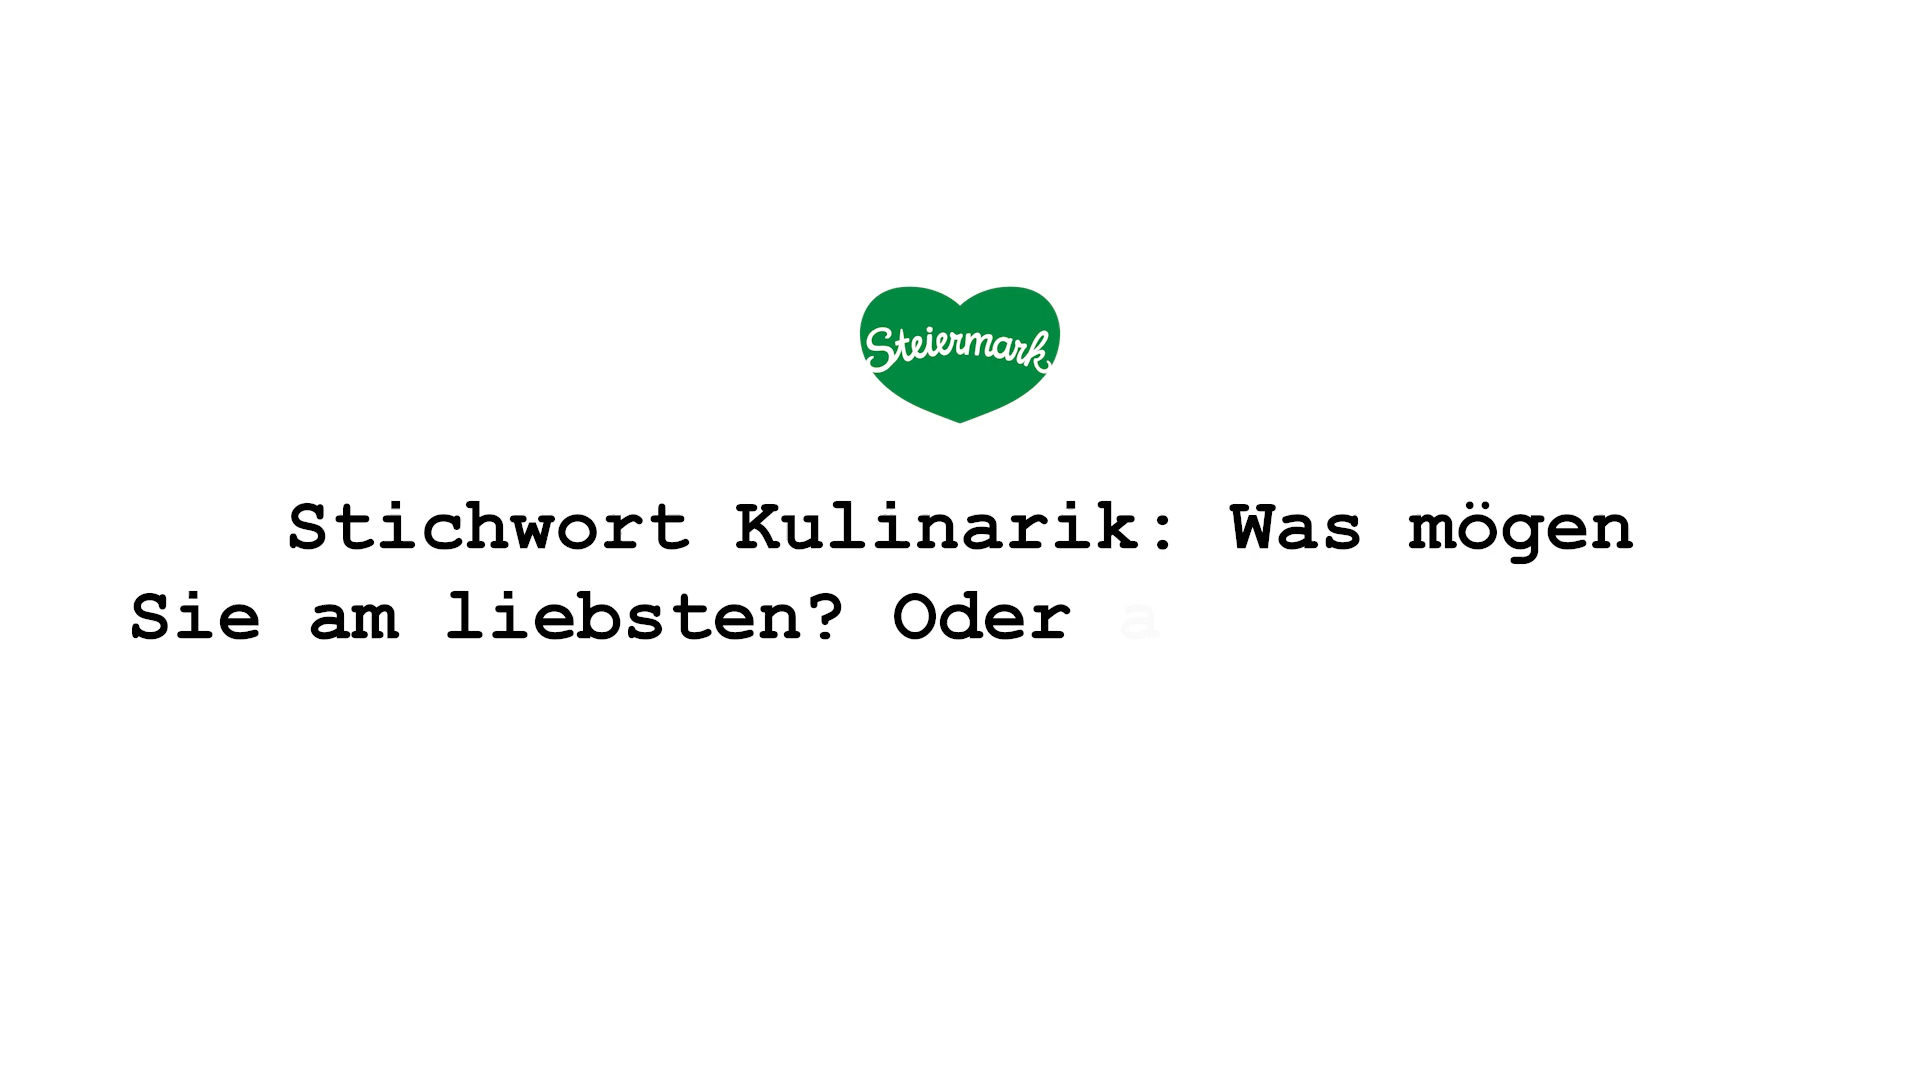 Steiermark
Stichwort Kulinarik: Was mögen
Sie am liebsten? Oder a